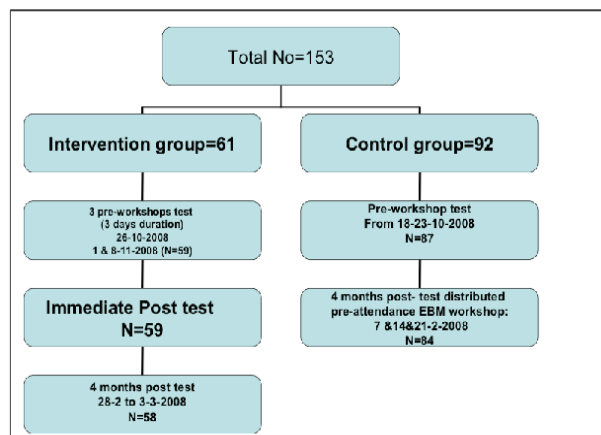 Total No=153
Intervention group=61
Control group=92
3 pre-workshops test
(3 days duration)
26-10-2008
1 & 8-11-2008 (N=59)
Pre-workshop test
From 18-23-10-2008
N=87
Immediate Post test
N=59
4 months post- test distributed
pre-attendance EBM workshop:
7 &14&21-2-2008
N=84
4 months post test
28-2 to 3-3-2008
N=58